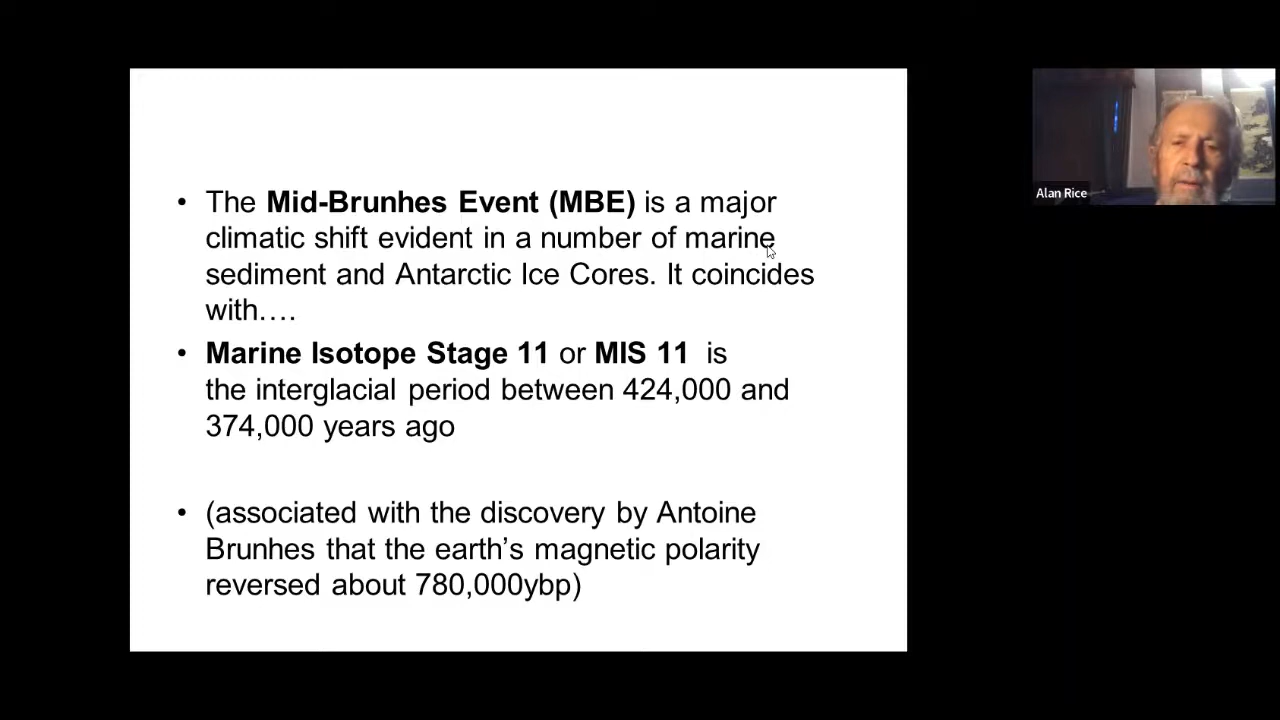 • The Mid-Brunhes Event (MBE) is a major
climatic shift evident in a number of marine
sediment and Antarctic Ice Cores. It coincides
with….
• Marine Isotope Stage 11 or MIS 11 is
the interglacial period between 424,000 and
374,000 years ago
• (associated with the discovery by Antoine
Brunhes that the earth’s magnetic polarity
reversed about 780,000ybp)
Alan Rice